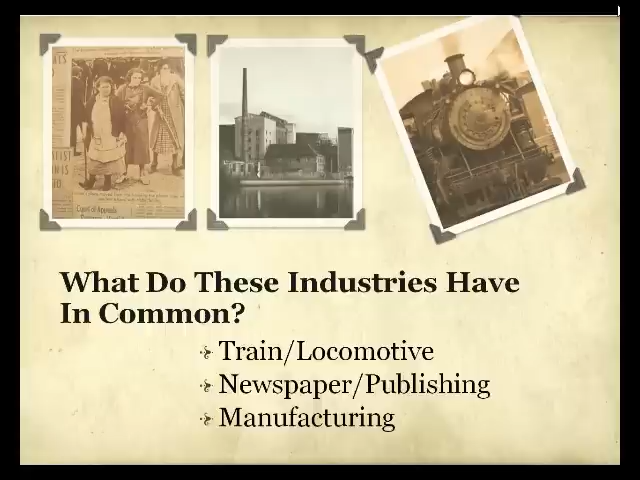 What Do These Industries Have
In Common?
Train/Locomotive
Newspaper/Publishing
Manufacturing